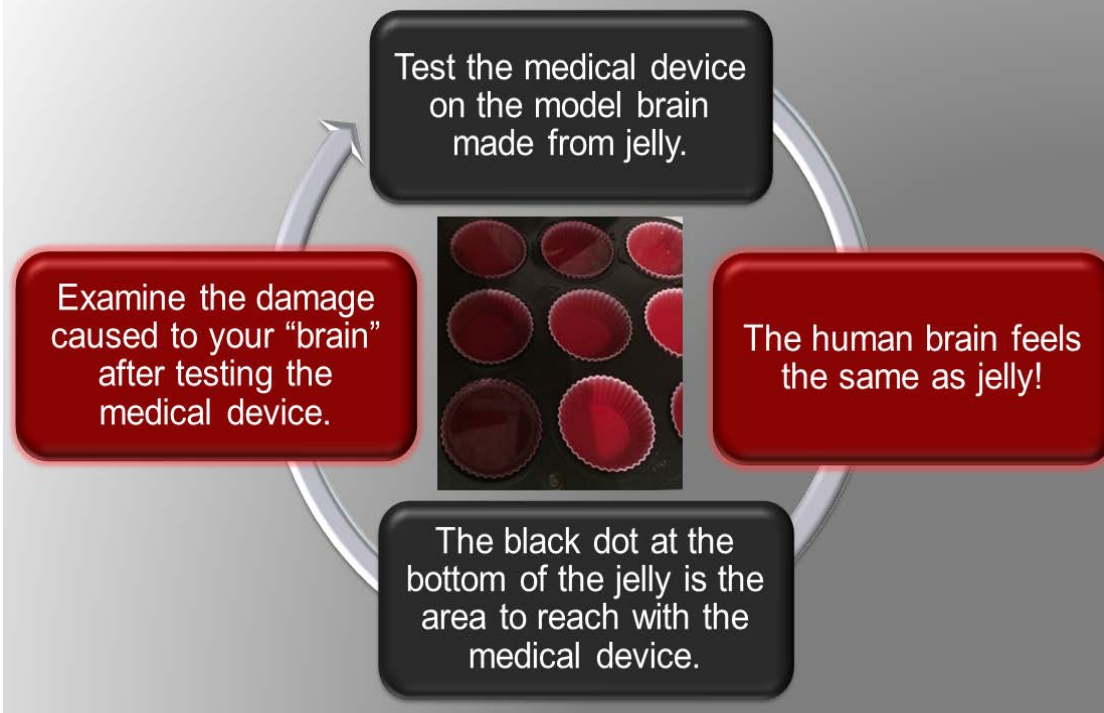 Test the medical device
on the model brain
made from jelly.
The human brain feels
the same as jelly!
The black dot at the
bottom of the jelly is the
area to reach with the
medical device.
Examine the damage
caused to your “brain”
after testing the
medical device.